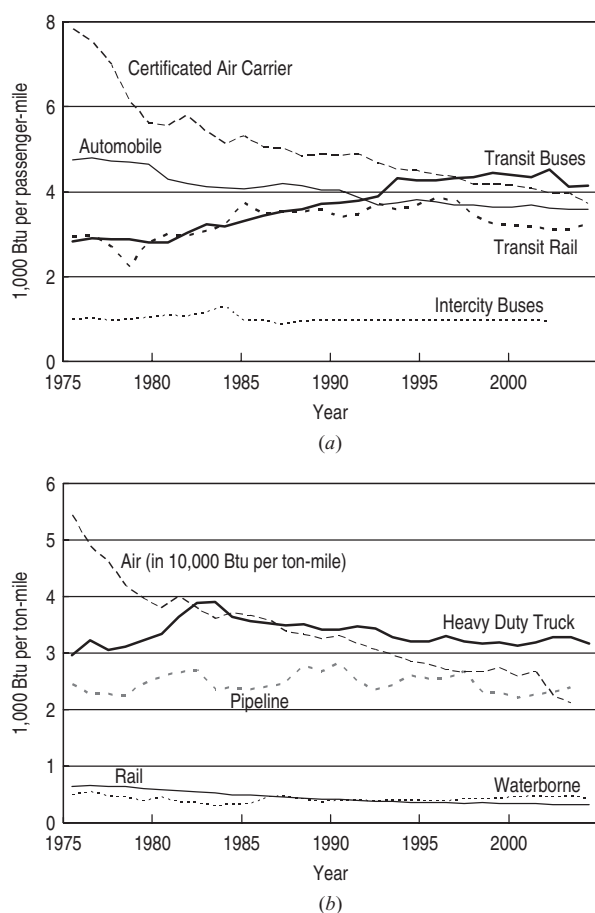 8
Certificated Air Carrier
6
Automobile
Transit Buses
4
1,000 Btu per passenger-mile
Transit Rail
2
Intercity Buses
0
1975 1980 1985 1990 1995 2000
Year
(a)
6
5
Air (in 10,000 Btu per ton-mile)
4
Heavy Duty Truck
3
1,000 Btu per ton-mile
Pipeline
2
1
Rail
Waterborne
0
1975 1980 1985 1990 1995 2000
Year
(b)